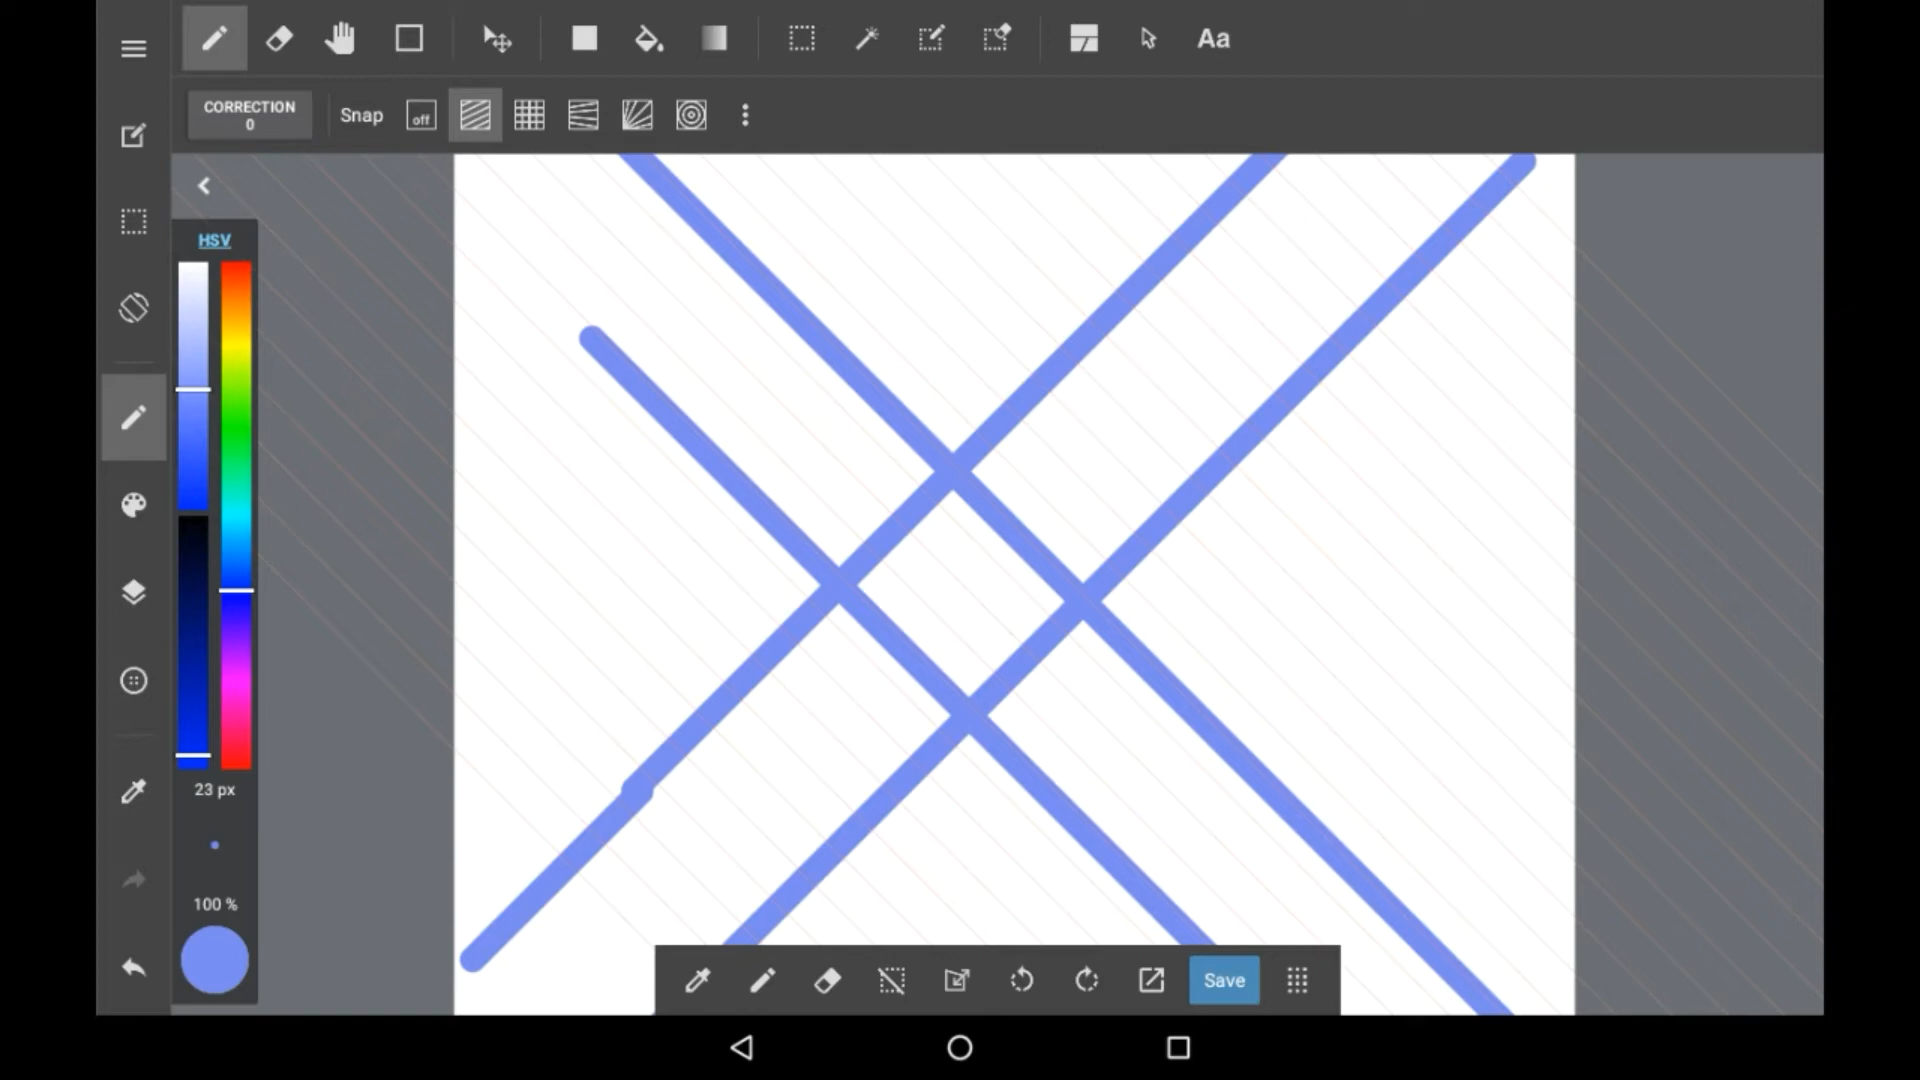 Aa
CORRECTION
0
Snap
off
HSV
23 px
100 %
Save